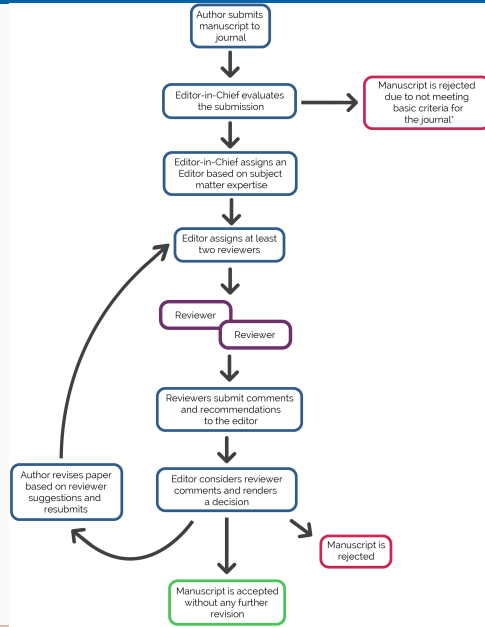 Author submits
manuscript to
journal
Editor-in-Chief evaluates
the submission
Manuscript is rejected
due to not meeting
basic criteria for
the journal*
Editor-in-Chief assigns an
Editor based on subject
matter expertise
Editor assigns at least
two reviewers
Reviewer
Reviewer
Reviewers submit comments
and recommendations
to the editor
Editor considers reviewer
comments and renders
a decision
Author revises paper
based on reviewer
suggestions and
resubmits
Manuscript is
rejected
Manuscript is accepted
without any further
revision